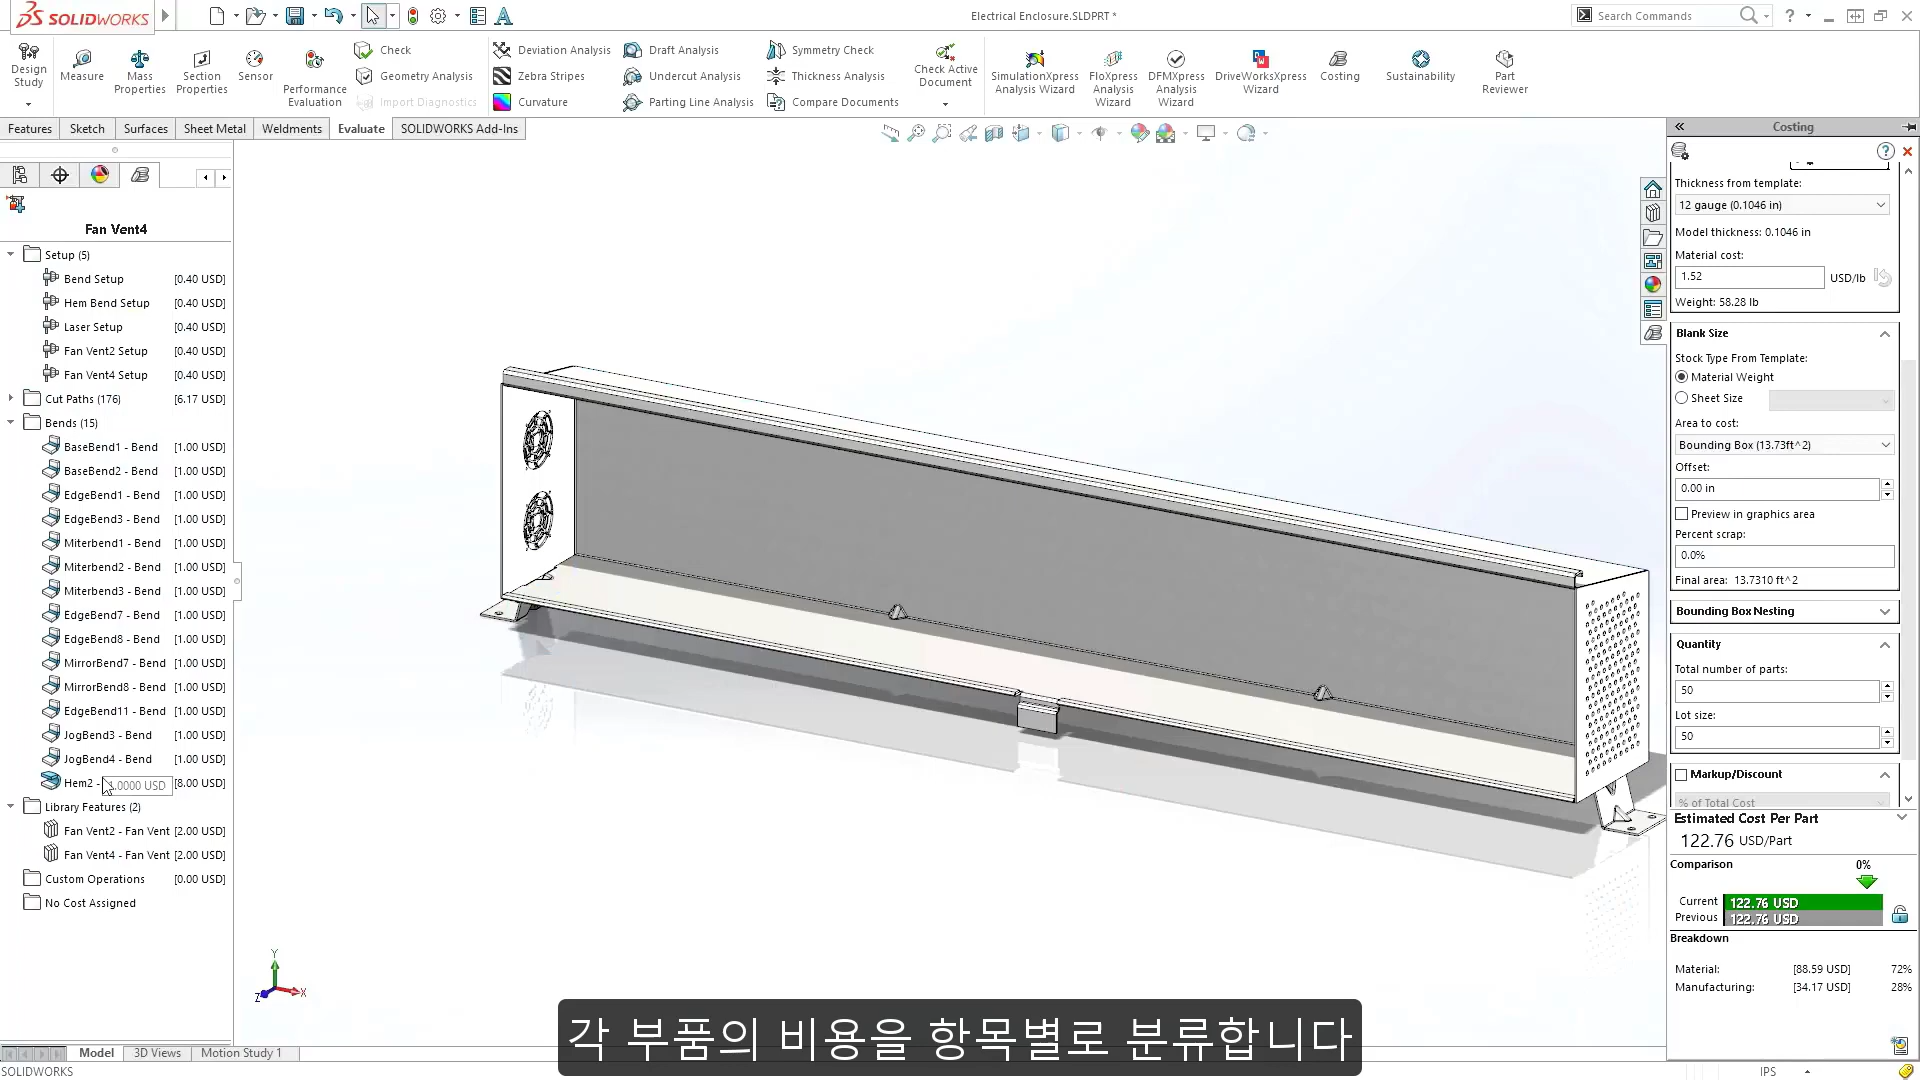 SOLIDWORKS
Electrical Enclosure.SLDPRT *
Search Commands
Design Study
Measure
Mass Properties
Section Properties
Sensor
Performance Evaluation
Check
Geometry Analysis
Import Diagnostics
Deviation Analysis
Zebra Stripes
Curvature
Draft Analysis
Undercut Analysis
Parting Line Analysis
Symmetry Check
Thickness Analysis
Compare Documents
Check Active Document
SimulationXpress Analysis Wizard
FloXpress Analysis Wizard
DFMXpress Analysis Wizard
DriveWorksXpress Wizard
Costing
Sustainability
Part Reviewer
Features
Sketch
Surfaces
Sheet Metal
Weldments
Evaluate
SOLIDWORKS Add-Ins
Fan Vent4
Setup (5)
Bend Setup [0.40 USD]
Hem Bend Setup [0.40 USD]
Laser Setup [0.40 USD]
Fan Vent2 Setup [0.40 USD]
Fan Vent4 Setup [0.40 USD]
Cut Paths (176) [6.17 USD]
Bends (15)
BaseBend1 - Bend [1.00 USD]
BaseBend2 - Bend [1.00 USD]
EdgeBend1 - Bend [1.00 USD]
EdgeBend3 - Bend [1.00 USD]
Miterbend1 - Bend [1.00 USD]
Miterbend2 - Bend [1.00 USD]
Miterbend3 - Bend [1.00 USD]
EdgeBend7 - Bend [1.00 USD]
EdgeBend8 - Bend [1.00 USD]
MirrorBend7 - Bend [1.00 USD]
MirrorBend8 - Bend [1.00 USD]
EdgeBend11 - Bend [1.00 USD]
JogBend3 - Bend [1.00 USD]
JogBend4 - Bend [1.00 USD]
Hem2 - .0000 USD [8.00 USD]
Library Features (2)
Fan Vent2 - Fan Vent [2.00 USD]
Fan Vent4 - Fan Vent [2.00 USD]
Custom Operations [0.00 USD]
No Cost Assigned
Costing
Thickness from template:
12 gauge (0.1046 in)
Model thickness: 0.1046 in
Material cost:
1.52 USD/lb
Weight: 58.28 lb
Blank Size
Stock Type From Template:
Material Weight
Sheet Size
Area to cost:
Bounding Box (13.73ft^2)
Offset:
0.00 in
Preview in graphics area
Percent scrap:
0.0%
Final area: 13.7310 ft^2
Bounding Box Nesting
Quantity
Total number of parts:
50
Lot size:
50
Markup/Discount
% of Total Cost
Estimated Cost Per Part
122.76 USD/Part
Comparison 0%
Current 122.76 USD
Previous 122.76 USD
Breakdown
Material: [88.59 USD] 72%
Manufacturing: [34.17 USD] 28%
Y
X
Z
각 부품의 비용을 항목별로 분류합니다
Model
3D Views
Motion Study 1
SOLIDWORKS
IPS